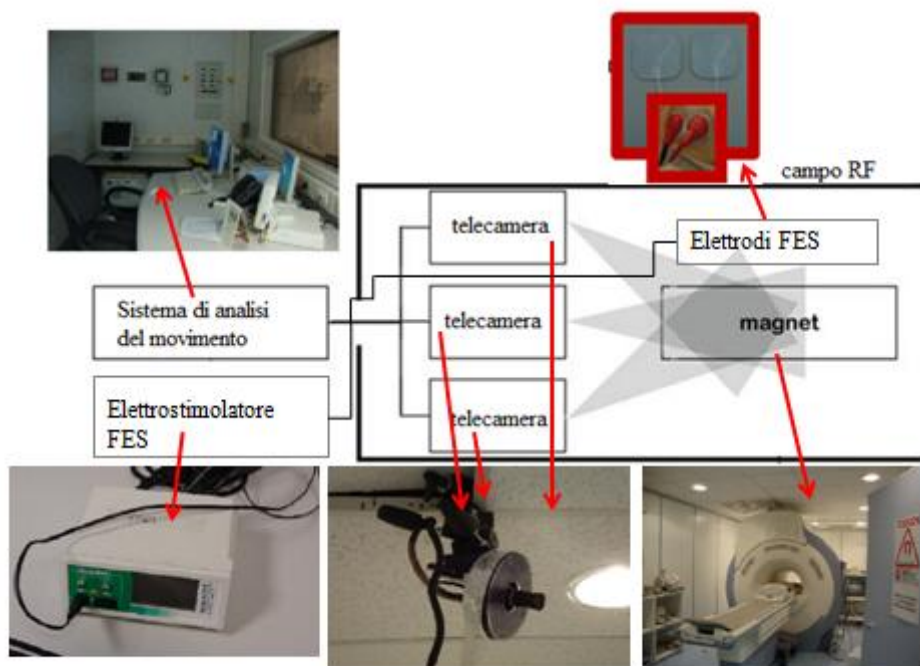 campo RF
telecamera
Elettrodi FES
Sistema di analisi
del movimento
telecamera
magnet
Elettrostimolatore
FES
telecamera